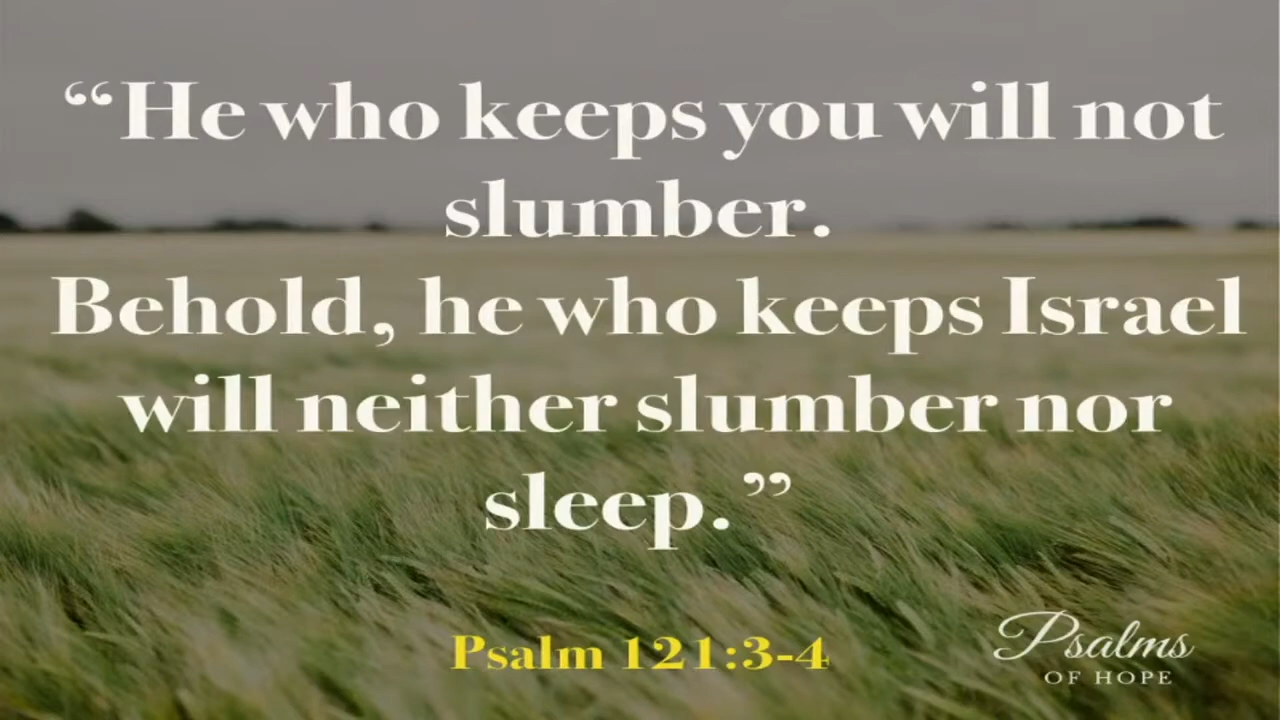 “He who keeps you will not
slumber.
Behold, he who keeps Israel
will neither slumber nor
sleep.”
Psalm 121:3-4
Psalms
OF HOPE